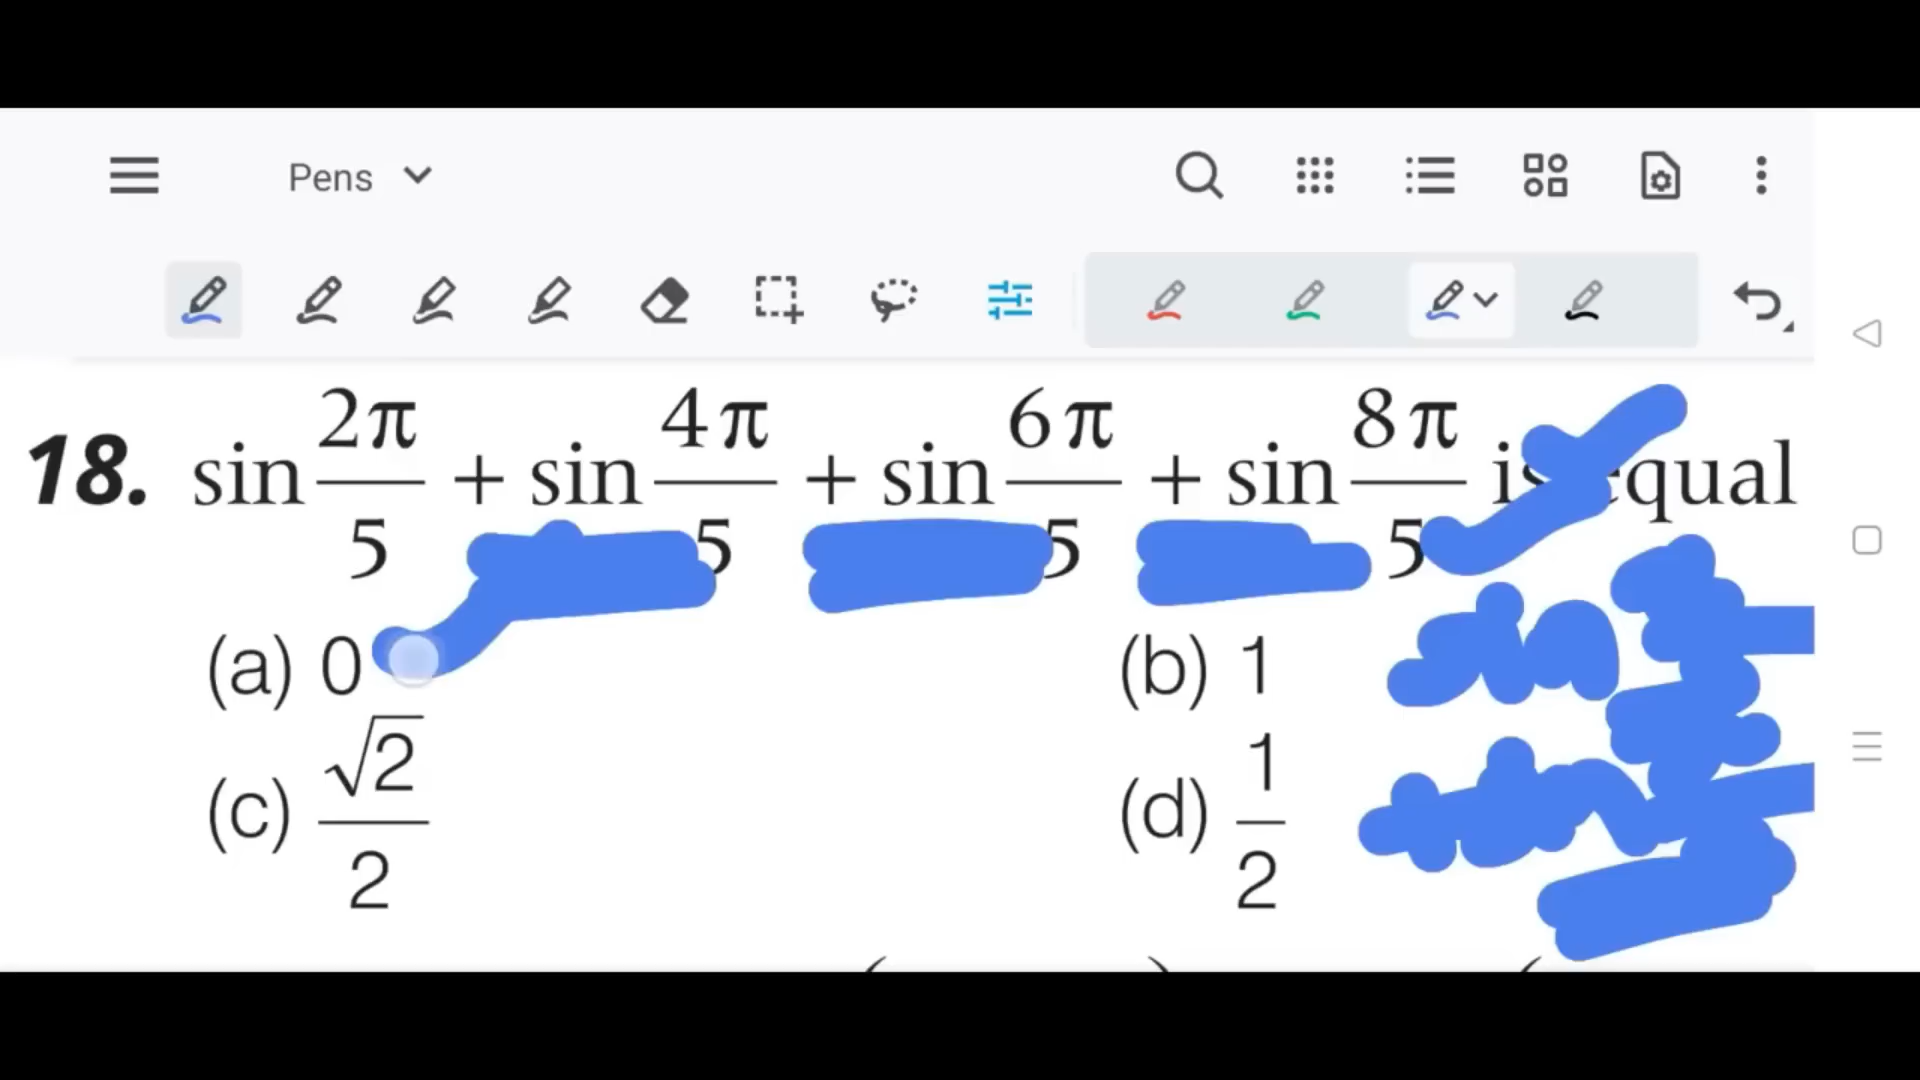 Pens
18. sin 2π/5 + sin 4π/5 + sin 6π/5 + sin 8π/5 is equal
(a) 0 (b) 1
(c) √2/2 (d) 1/2